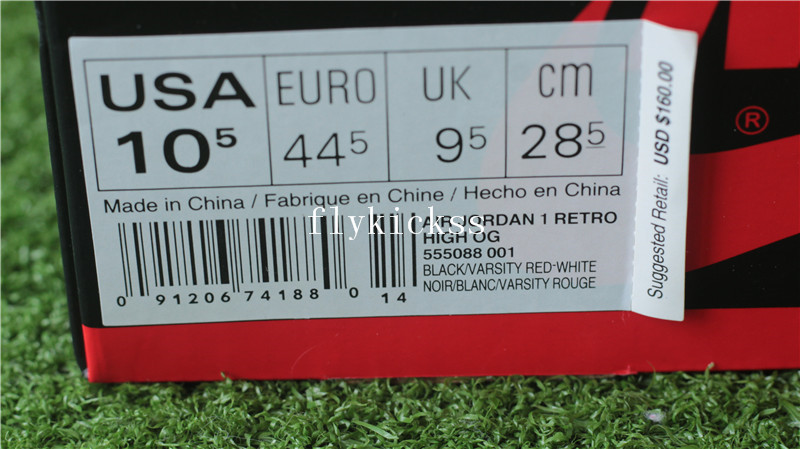 USA EURO UK cm
10⁵ 44⁵ 9⁵ 28⁵
Made in China / Fabrique en Chine / Hecho en China
flykickss
AIR JORDAN 1 RETRO
HIGH OG
555088 001
BLACK/VARSITY RED-WHITE
NOIR/BLANC/VARSITY ROUGE
0 91206 74188 0 14
Suggested Retail: USD $160.00
®